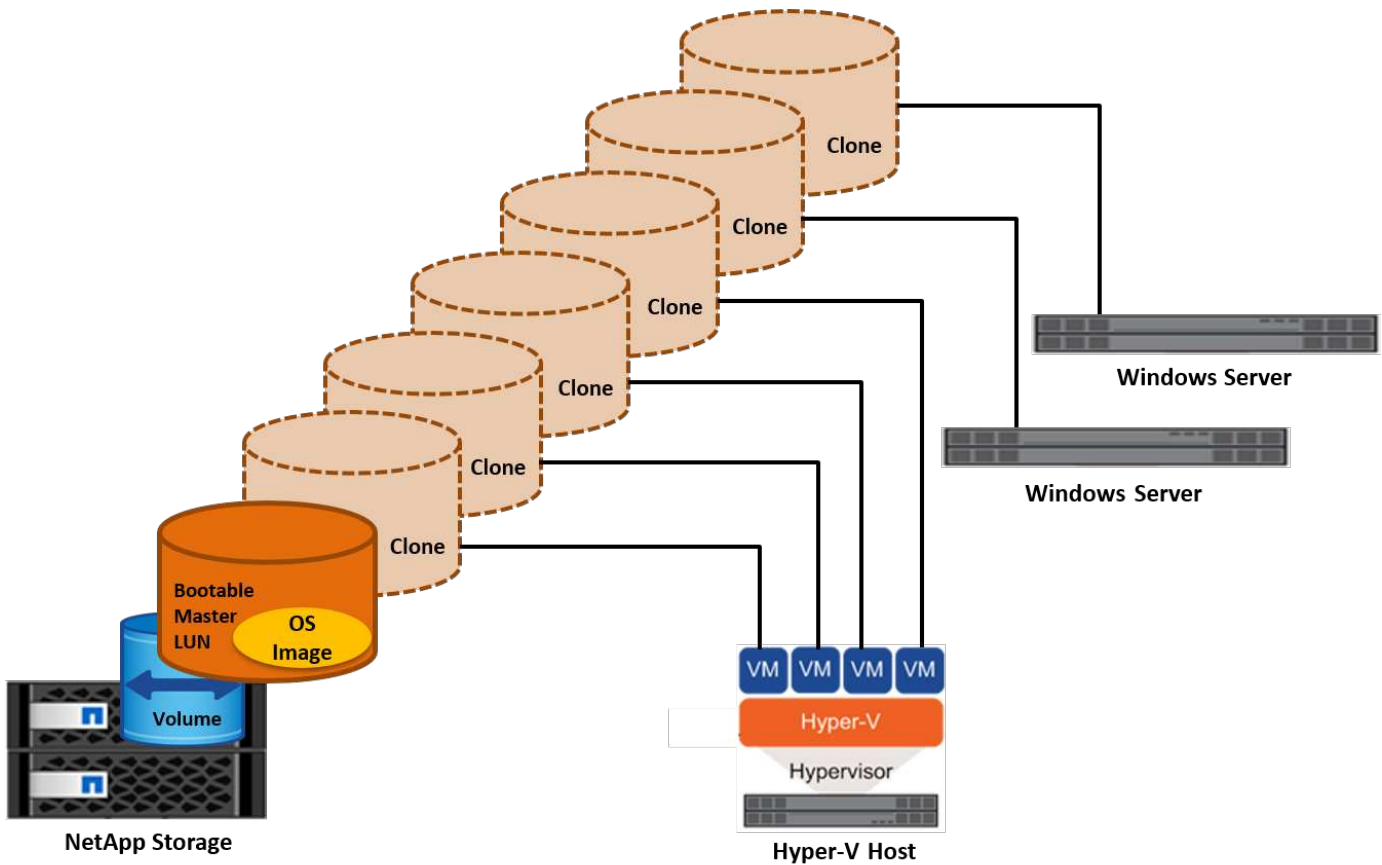 Clone
Clone
Clone
Clone
Clone
Clone
Windows Server
Windows Server
Bootable
Master
LUN
OS
Image
Volume
NetApp Storage
VM VM VM VM
Hyper-V
Hypervisor
Hyper-V Host